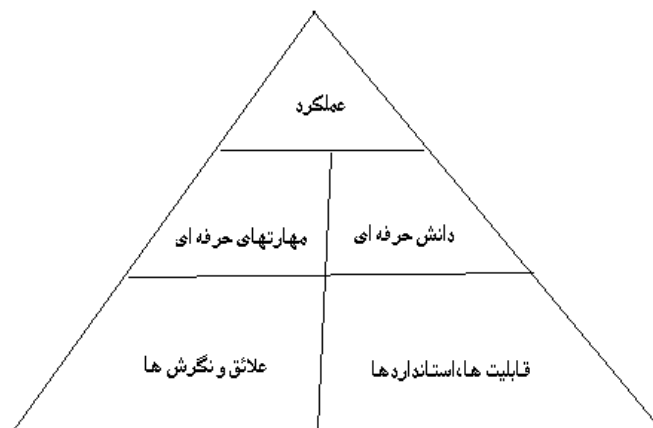 عملکرد
دانش حرفه ای
مهارتهای حرفه ای
قابلیت ها،استانداردها
علائق و نگرش ها